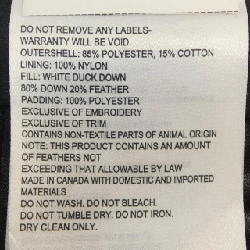 DO NOT REMOVE ANY LABELS-
WARRANTY WILL BE VOID
OUTERSHELL: 85% POLYESTER, 15% COTTON
LINING: 100% NYLON
FILL: WHITE DUCK DOWN
80% DOWN 20% FEATHER
PADDING: 100% POLYESTER
EXCLUSIVE OF EMBROIDERY
EXCLUSIVE OF TRIM
CONTAINS NON-TEXTILE PARTS OF ANIMAL ORIGIN
NOTE: THIS PRODUCT CONTAINS AN AMOUNT
OF FEATHERS NOT
EXCEEDING THAT ALLOWABLE BY LAW
MADE IN CANADA WITH DOMESTIC AND IMPORTED
MATERIALS
DO NOT WASH. DO NOT BLEACH.
DO NOT TUMBLE DRY. DO NOT IRON.
DRY CLEAN ONLY.